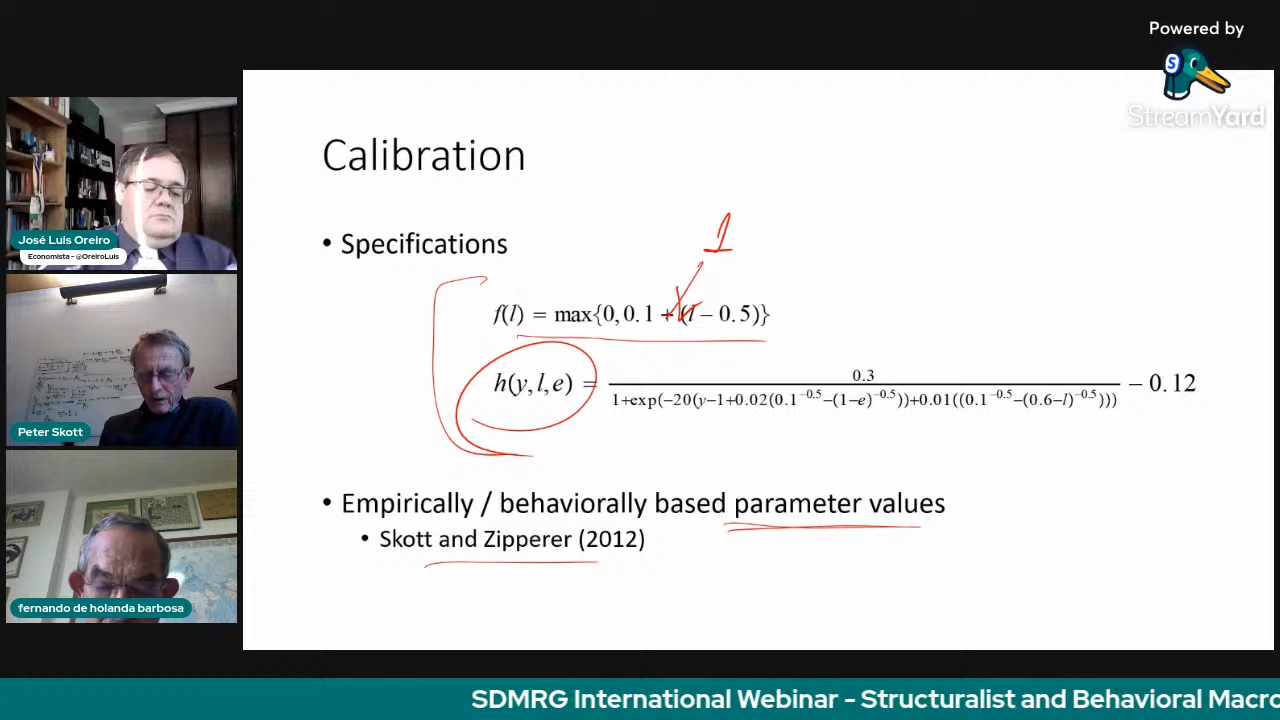 Powered by
S
StreamYard
Calibration
José Luis Oreiro
Economista - @OreiroLuis
• Specifications
1
f(l) = max{0, 0.1 + (l − 0.5)}
Peter Skott
h(y, l, e) = 0.3 / 1+exp(−20(y−1+0.02(0.1^−0.5−(1−e)^−0.5))+0.01((0.1^−0.5−(0.6−l)^−0.5))) − 0.12
• Empirically / behaviorally based parameter values
• Skott and Zipperer (2012)
fernando de holanda barbosa
SDMRG International Webinar - Structuralist and Behavioral Macro